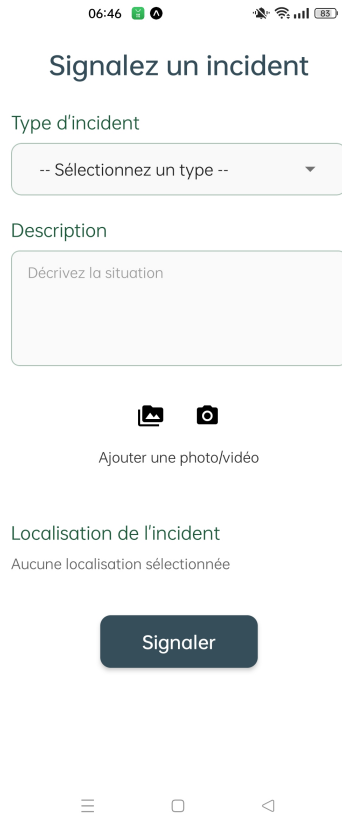 06:46
83
Signalez un incident
Type d'incident
-- Sélectionnez un type --
Description
Décrivez la situation
Ajouter une photo/vidéo
Localisation de l'incident
Aucune localisation sélectionnée
Signaler